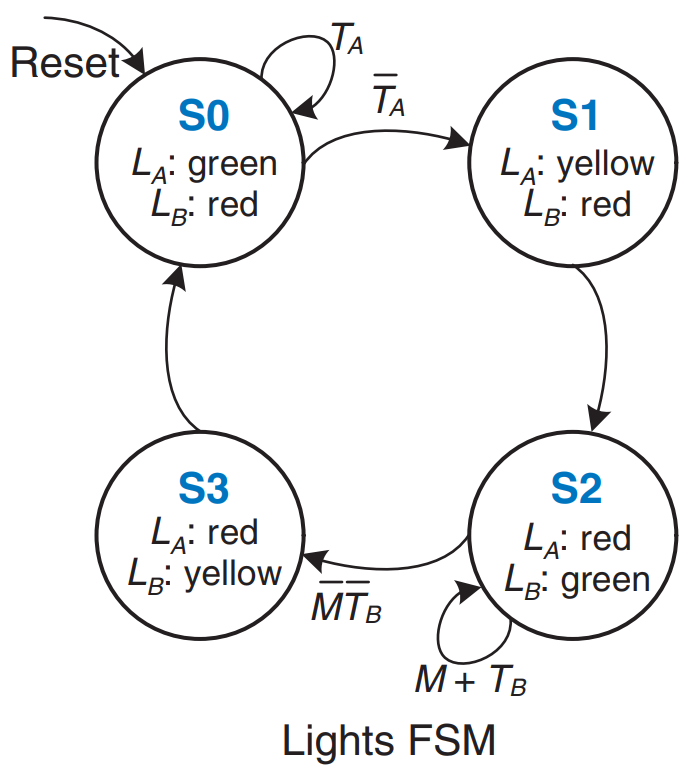 Reset
T_A
T̅_A
S0
L_A: green
L_B: red
S1
L_A: yellow
L_B: red
S3
L_A: red
L_B: yellow
S2
L_A: red
L_B: green
M̅T̅_B
M + T_B
Lights FSM